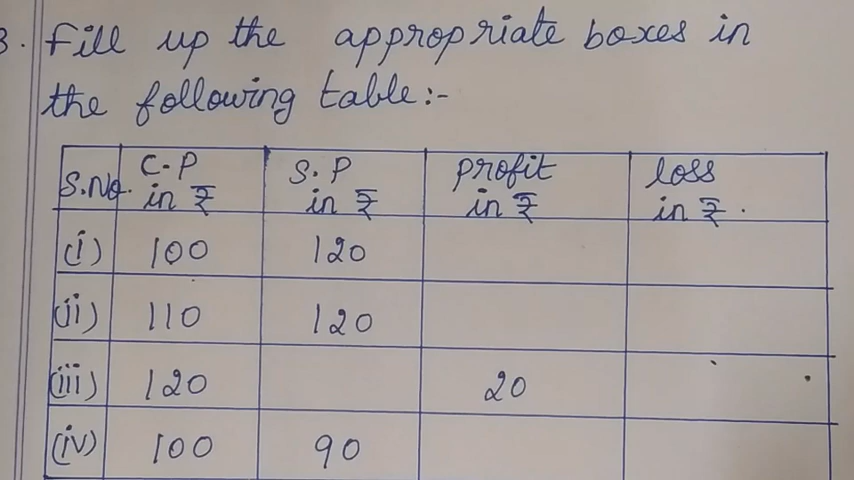 3. Fill up the appropriate boxes in
the following table:-
S.No. C.P in ₹ S.P in ₹ profit in ₹ loss in ₹.
(i) 100 120
(ii) 110 120
(iii) 120 20
(iv) 100 90